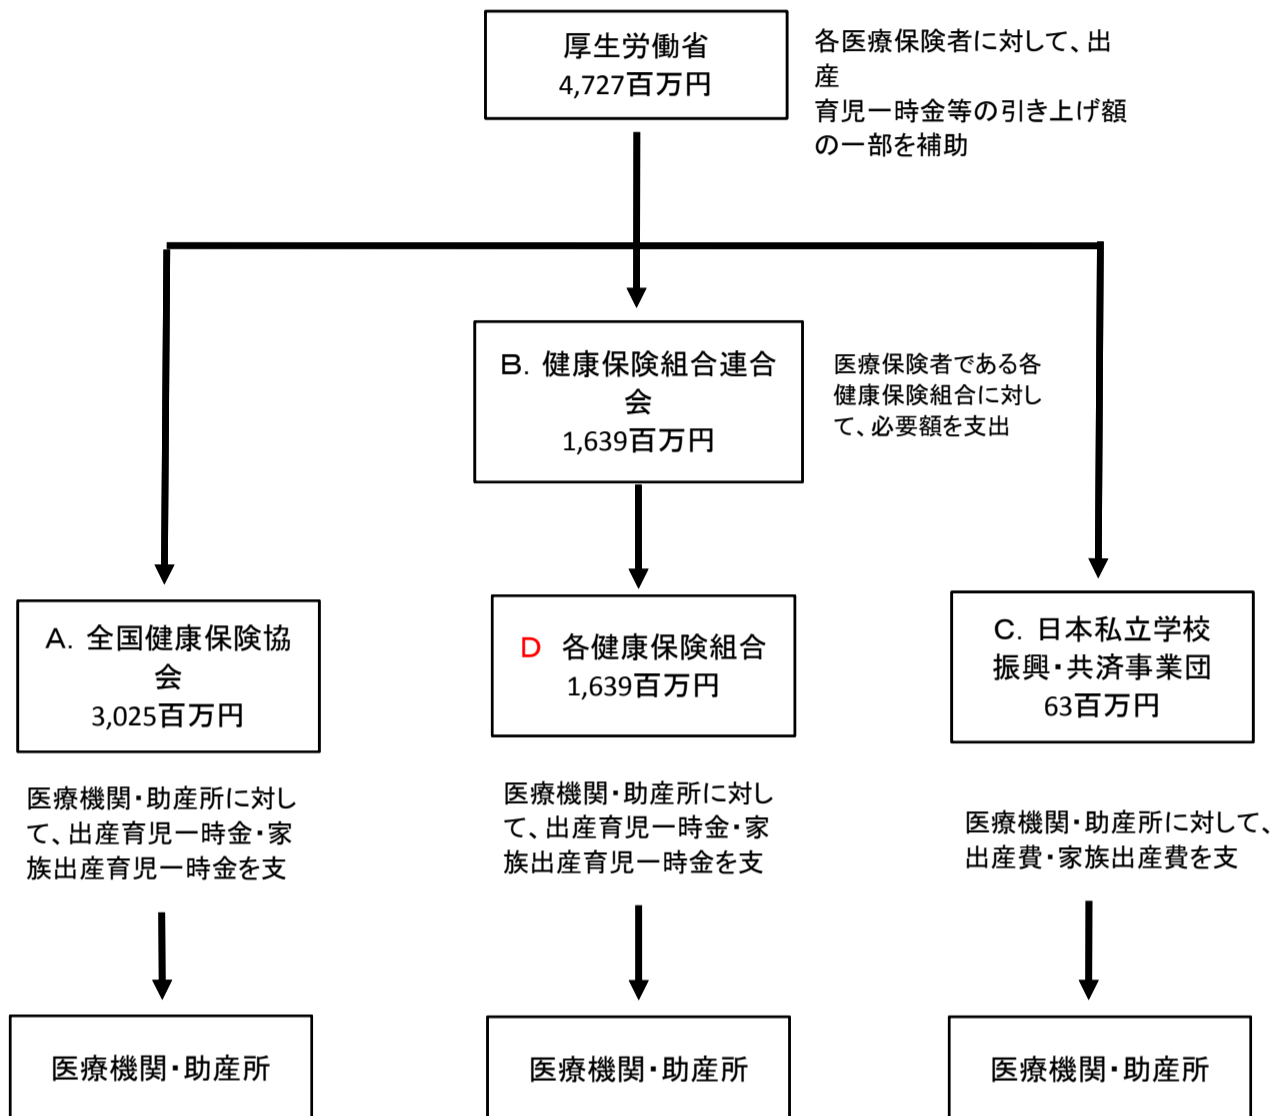 厚生労働省
4,727百万円
各医療保険者に対して、出
産
育児一時金等の引き上げ額
の一部を補助
B. 健康保険組合連合
会
1,639百万円
医療保険者である各
健康保険組合に対し
て、必要額を支出
A. 全国健康保険協
会
3,025百万円
D 各健康保険組合
1,639百万円
C. 日本私立学校
振興・共済事業団
63百万円
医療機関・助産所に対し
て、出産育児一時金・家
族出産育児一時金を支
医療機関・助産所に対し
て、出産育児一時金・家
族出産育児一時金を支
医療機関・助産所に対して、
出産費・家族出産費を支
医療機関・助産所
医療機関・助産所
医療機関・助産所